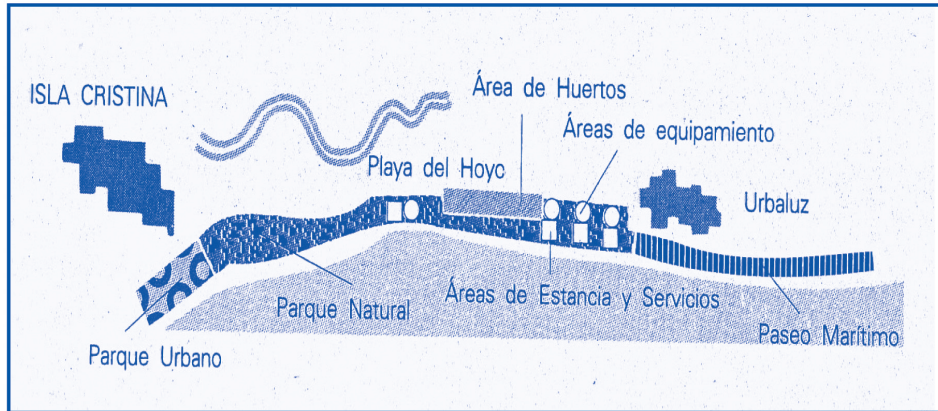 ISLA CRISTINA
Área de Huertos
Áreas de equipamiento
Playa del Hoyc
Urbaluz
Parque Natural
Áreas de Estancia y Servicios
Paseo Marítimo
Parque Urbano